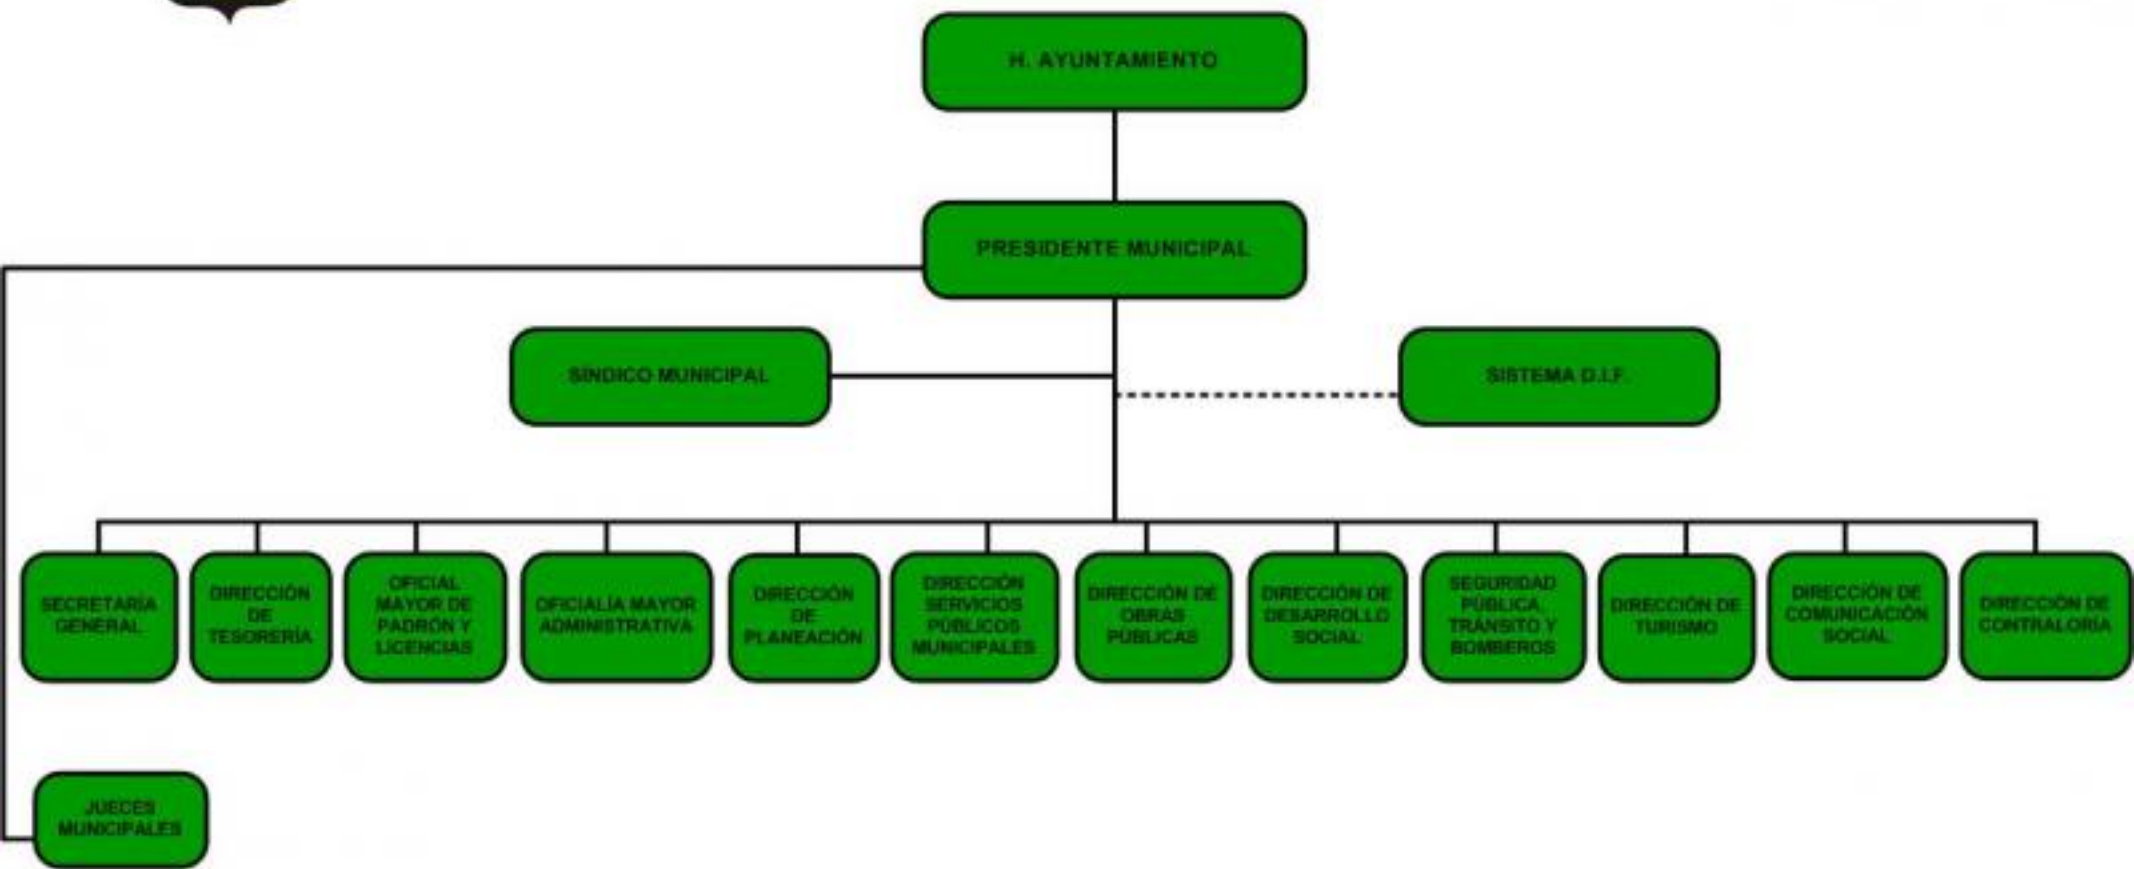 H. AYUNTAMIENTO
PRESIDENTE MUNICIPAL
SÍNDICO MUNICIPAL
SISTEMA D.I.F.
SECRETARÍA
GENERAL
DIRECCIÓN
DE
TESORERÍA
OFICIAL
MAYOR DE
PADRÓN Y
LICENCIAS
OFICIALÍA MAYOR
ADMINISTRATIVA
DIRECCIÓN
DE
PLANEACIÓN
DIRECCIÓN
SERVICIOS
PÚBLICOS
MUNICIPALES
DIRECCIÓN DE
OBRAS
PÚBLICAS
DIRECCIÓN DE
DESARROLLO
SOCIAL
SEGURIDAD
PÚBLICA,
TRÁNSITO Y
BOMBEROS
DIRECCIÓN DE
TURISMO
DIRECCIÓN DE
COMUNICACIÓN
SOCIAL
DIRECCIÓN DE
CONTRALORÍA
JUECES
MUNICIPALES